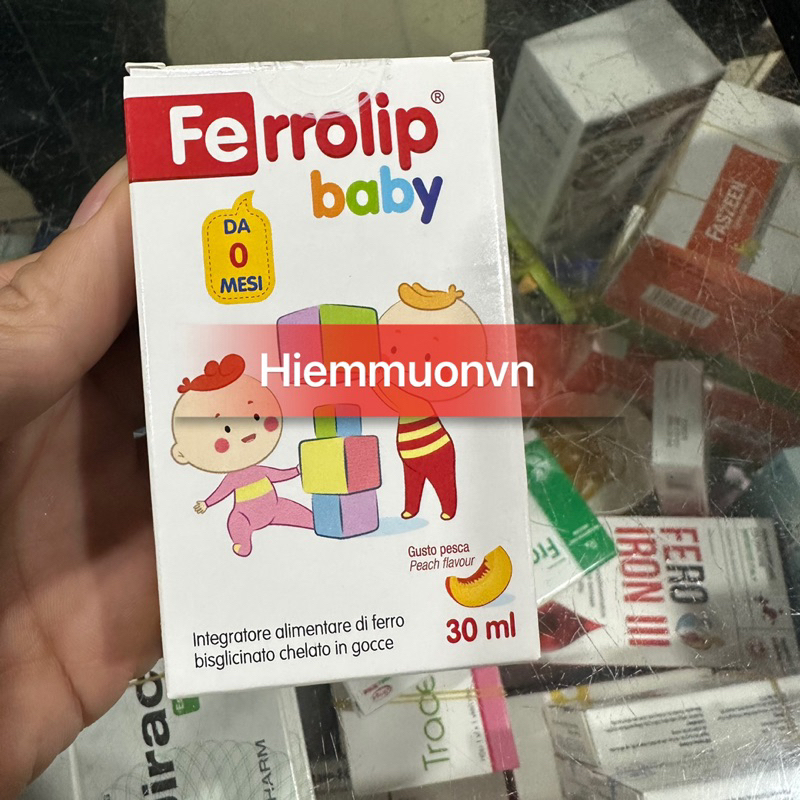 Ferrolip®
baby
DA
0
MESI
Hiemmuonvn
Gusto pesca
Peach flavour
30 ml
Integratore alimentare di ferro
bisglicinato chelato in gocce
FASZEEN
FERO
IRON III
Trade